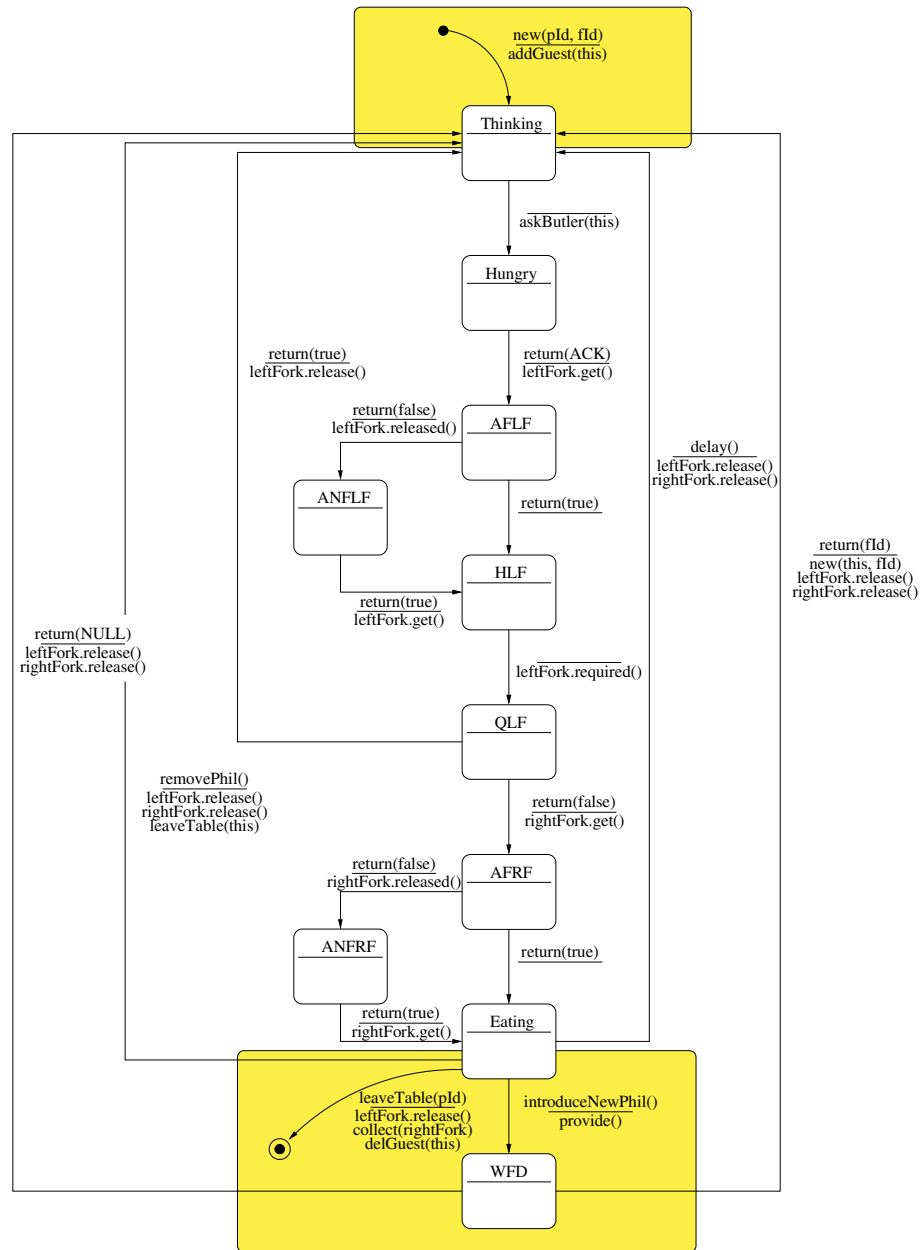 new(pId, fId)
addGuest(this)
Thinking
askButler(this)
Hungry
return(true)
leftFork.release()
return(ACK)
leftFork.get()
return(false)
leftFork.released()
AFLF
delay()
leftFork.release()
rightFork.release()
ANFLF
return(true)
return(fId)
new(this, fId)
leftFork.release()
rightFork.release()
HLF
return(true)
leftFork.get()
return(NULL)
leftFork.release()
rightFork.release()
leftFork.required()
QLF
removePhil()
leftFork.release()
rightFork.release()
leaveTable(this)
return(false)
rightFork.get()
return(false)
rightFork.released()
AFRF
ANFRF
return(true)
return(true)
rightFork.get()
Eating
leaveTable(pId)
leftFork.release()
collect(rightFork)
delGuest(this)
introduceNewPhil()
provide()
WFD